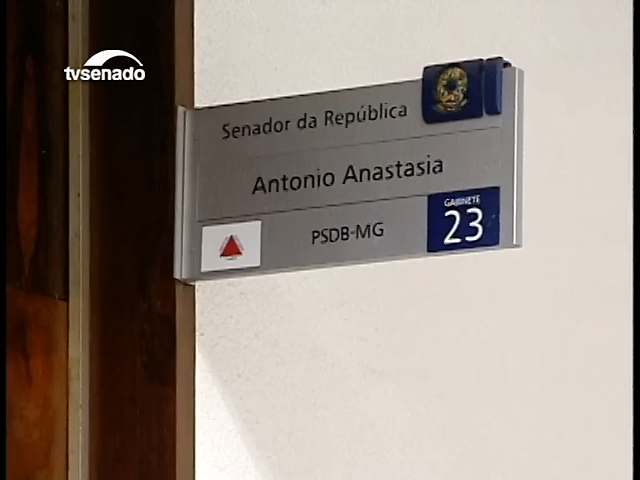 tvsenado
Senador da República
Antonio Anastasia
PSDB-MG
GABINETE
23